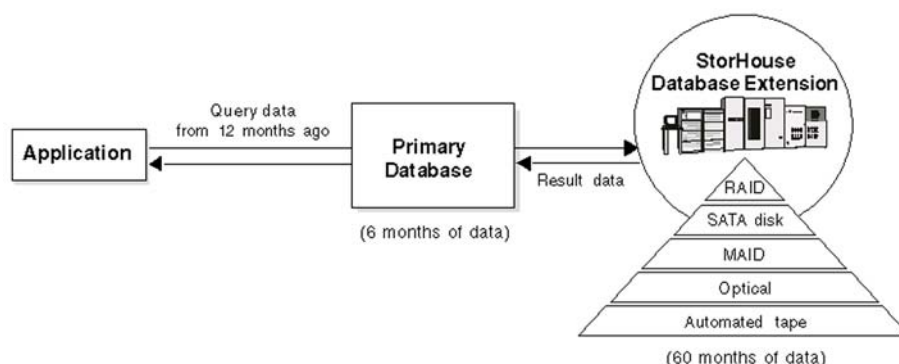 StorHouse
Database Extension
Query data
from 12 months ago
Application
Primary
Database
Result data
(6 months of data)
RAID
SATA disk
MAID
Optical
Automated tape
(60 months of data)